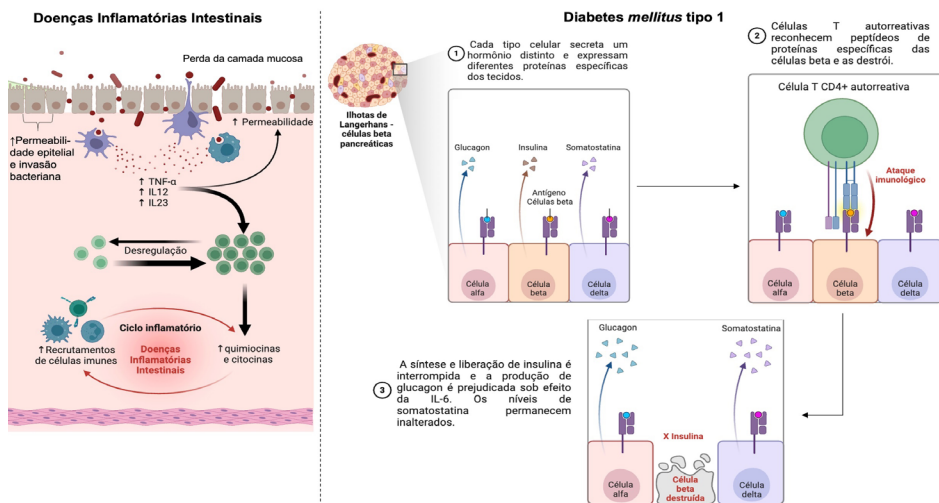 Doenças Inflamatórias Intestinais
Perda da camada mucosa
↑Permeabili-
dade epitelial
e invasão
bacteriana
↑ Permeabilidade
↑ TNF-α
↑ IL12
↑ IL23
Desregulação
Ciclo inflamatório
Doenças
Inflamatórias
Intestinais
↑Recrutamentos
de células imunes
↑quimiocinas
e citocinas
Diabetes mellitus tipo 1
Ilhotas de
Langerhans -
células beta
pancreáticas
1
Cada tipo celular secreta um
hormônio distinto e expressam
diferentes proteínas específicas
dos tecidos.
Glucagon
Insulina
Somatostatina
Antígeno
Células beta
Célula
alfa
Célula
beta
Célula
delta
2
Células T autorreativas
reconhecem peptídeos de
proteínas específicas das
células beta e as destrói.
Célula T CD4+ autorreativa
Ataque
imunológico
Célula
alfa
Célula
beta
Célula
delta
3
A síntese e liberação de insulina é
interrompida e a produção de
glucagon é prejudicada sob efeito
da IL-6. Os níveis de
somatostatina permanecem
inalterados.
Glucagon
Somatostatina
X Insulina
Célula
alfa
Célula
beta
destruída
Célula
delta